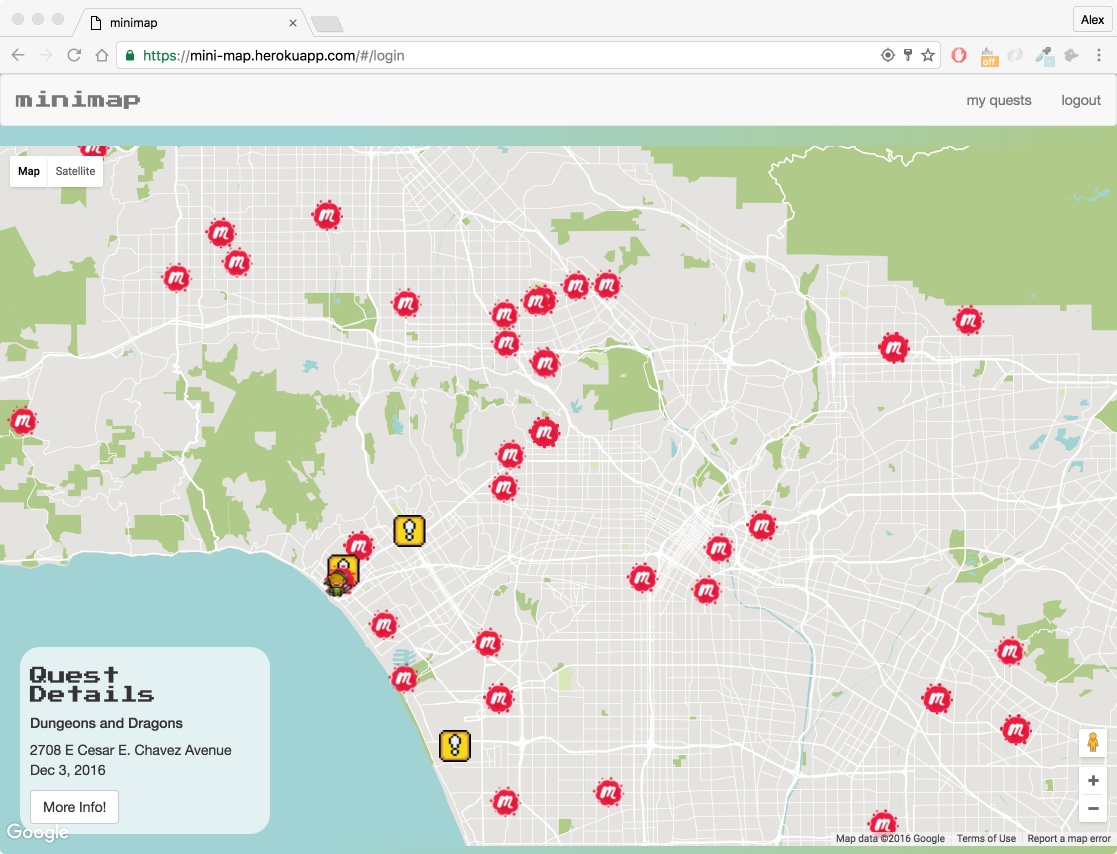 minimap
Alex
https://mini-map.herokuapp.com/#/login
off
minimap
my quests
logout
Map
Satellite
Quest
Details
Dungeons and Dragons
2708 E Cesar E. Chavez Avenue
Dec 3, 2016
More Info!
Google
Map data ©2016 Google
Terms of Use
Report a map error